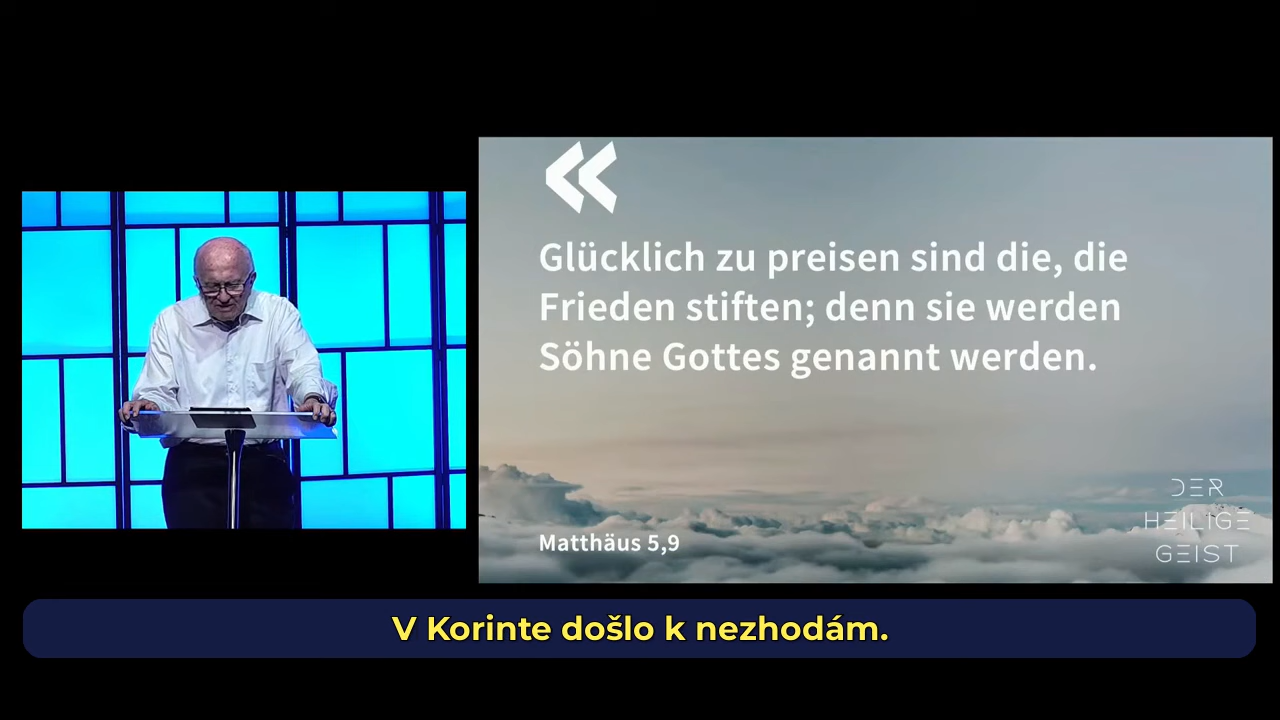 «
Glücklich zu preisen sind die, die
Frieden stiften; denn sie werden
Söhne Gottes genannt werden.
Matthäus 5,9
DER
HEILIGE
GEIST
V Korinte došlo k nezhodám.